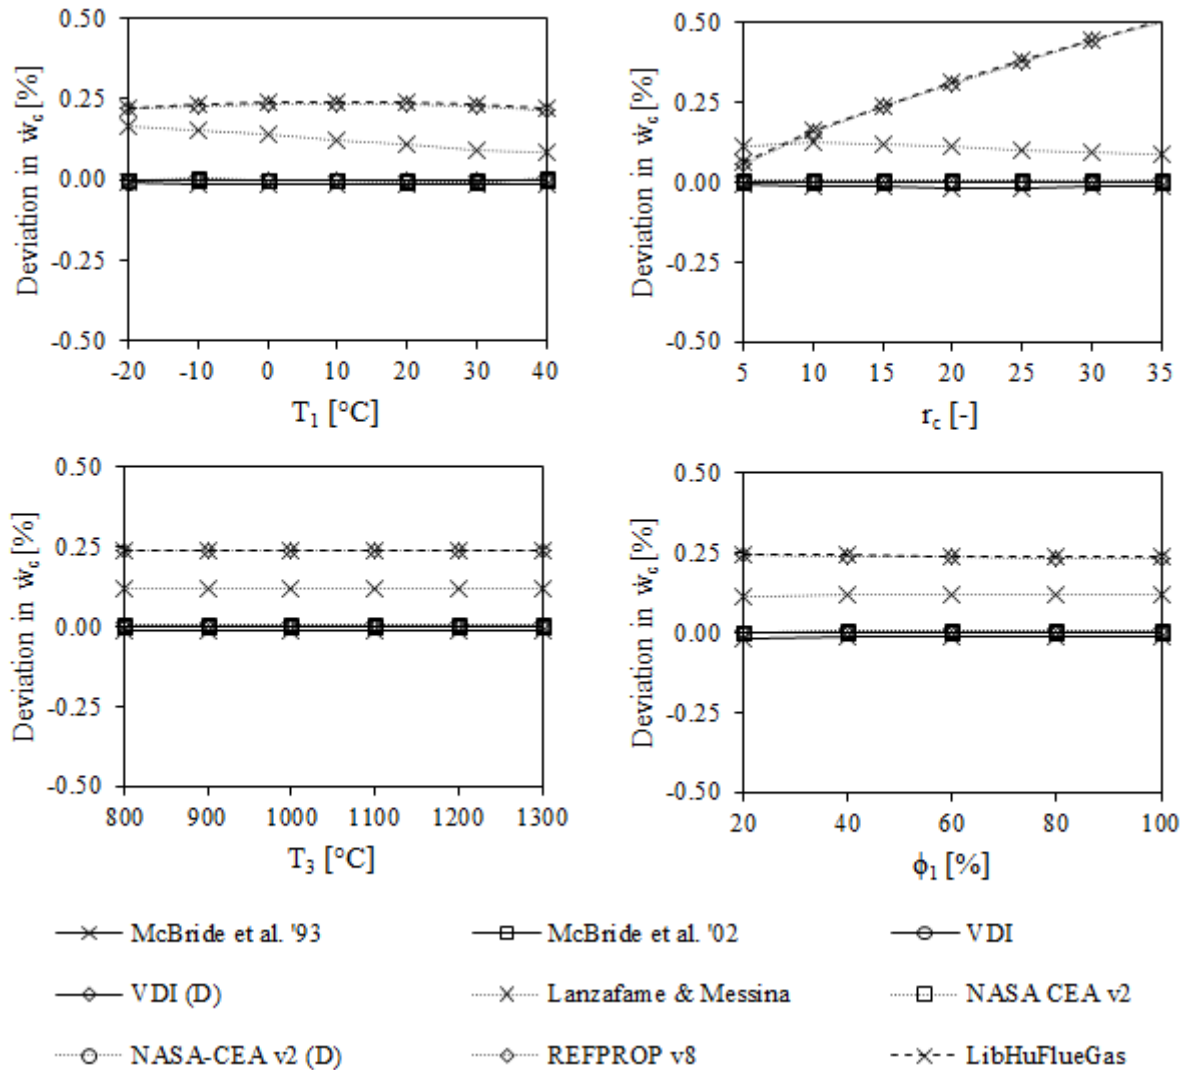 0.50
0.25
0.00
-0.25
-0.50
Deviation in ẇc [%]
-20 -10 0 10 20 30 40
T1 [°C]
0.50
0.25
0.00
-0.25
-0.50
Deviation in ẇc [%]
5 10 15 20 25 30 35
rc [-]
0.50
0.25
0.00
-0.25
-0.50
Deviation in ẇc [%]
800 900 1000 1100 1200 1300
T3 [°C]
0.50
0.25
0.00
-0.25
-0.50
Deviation in ẇc [%]
20 40 60 80 100
ϕ1 [%]
McBride et al. '93
McBride et al. '02
VDI
VDI (D)
Lanzafame & Messina
NASA CEA v2
NASA-CEA v2 (D)
REFPROP v8
LibHuFlueGas